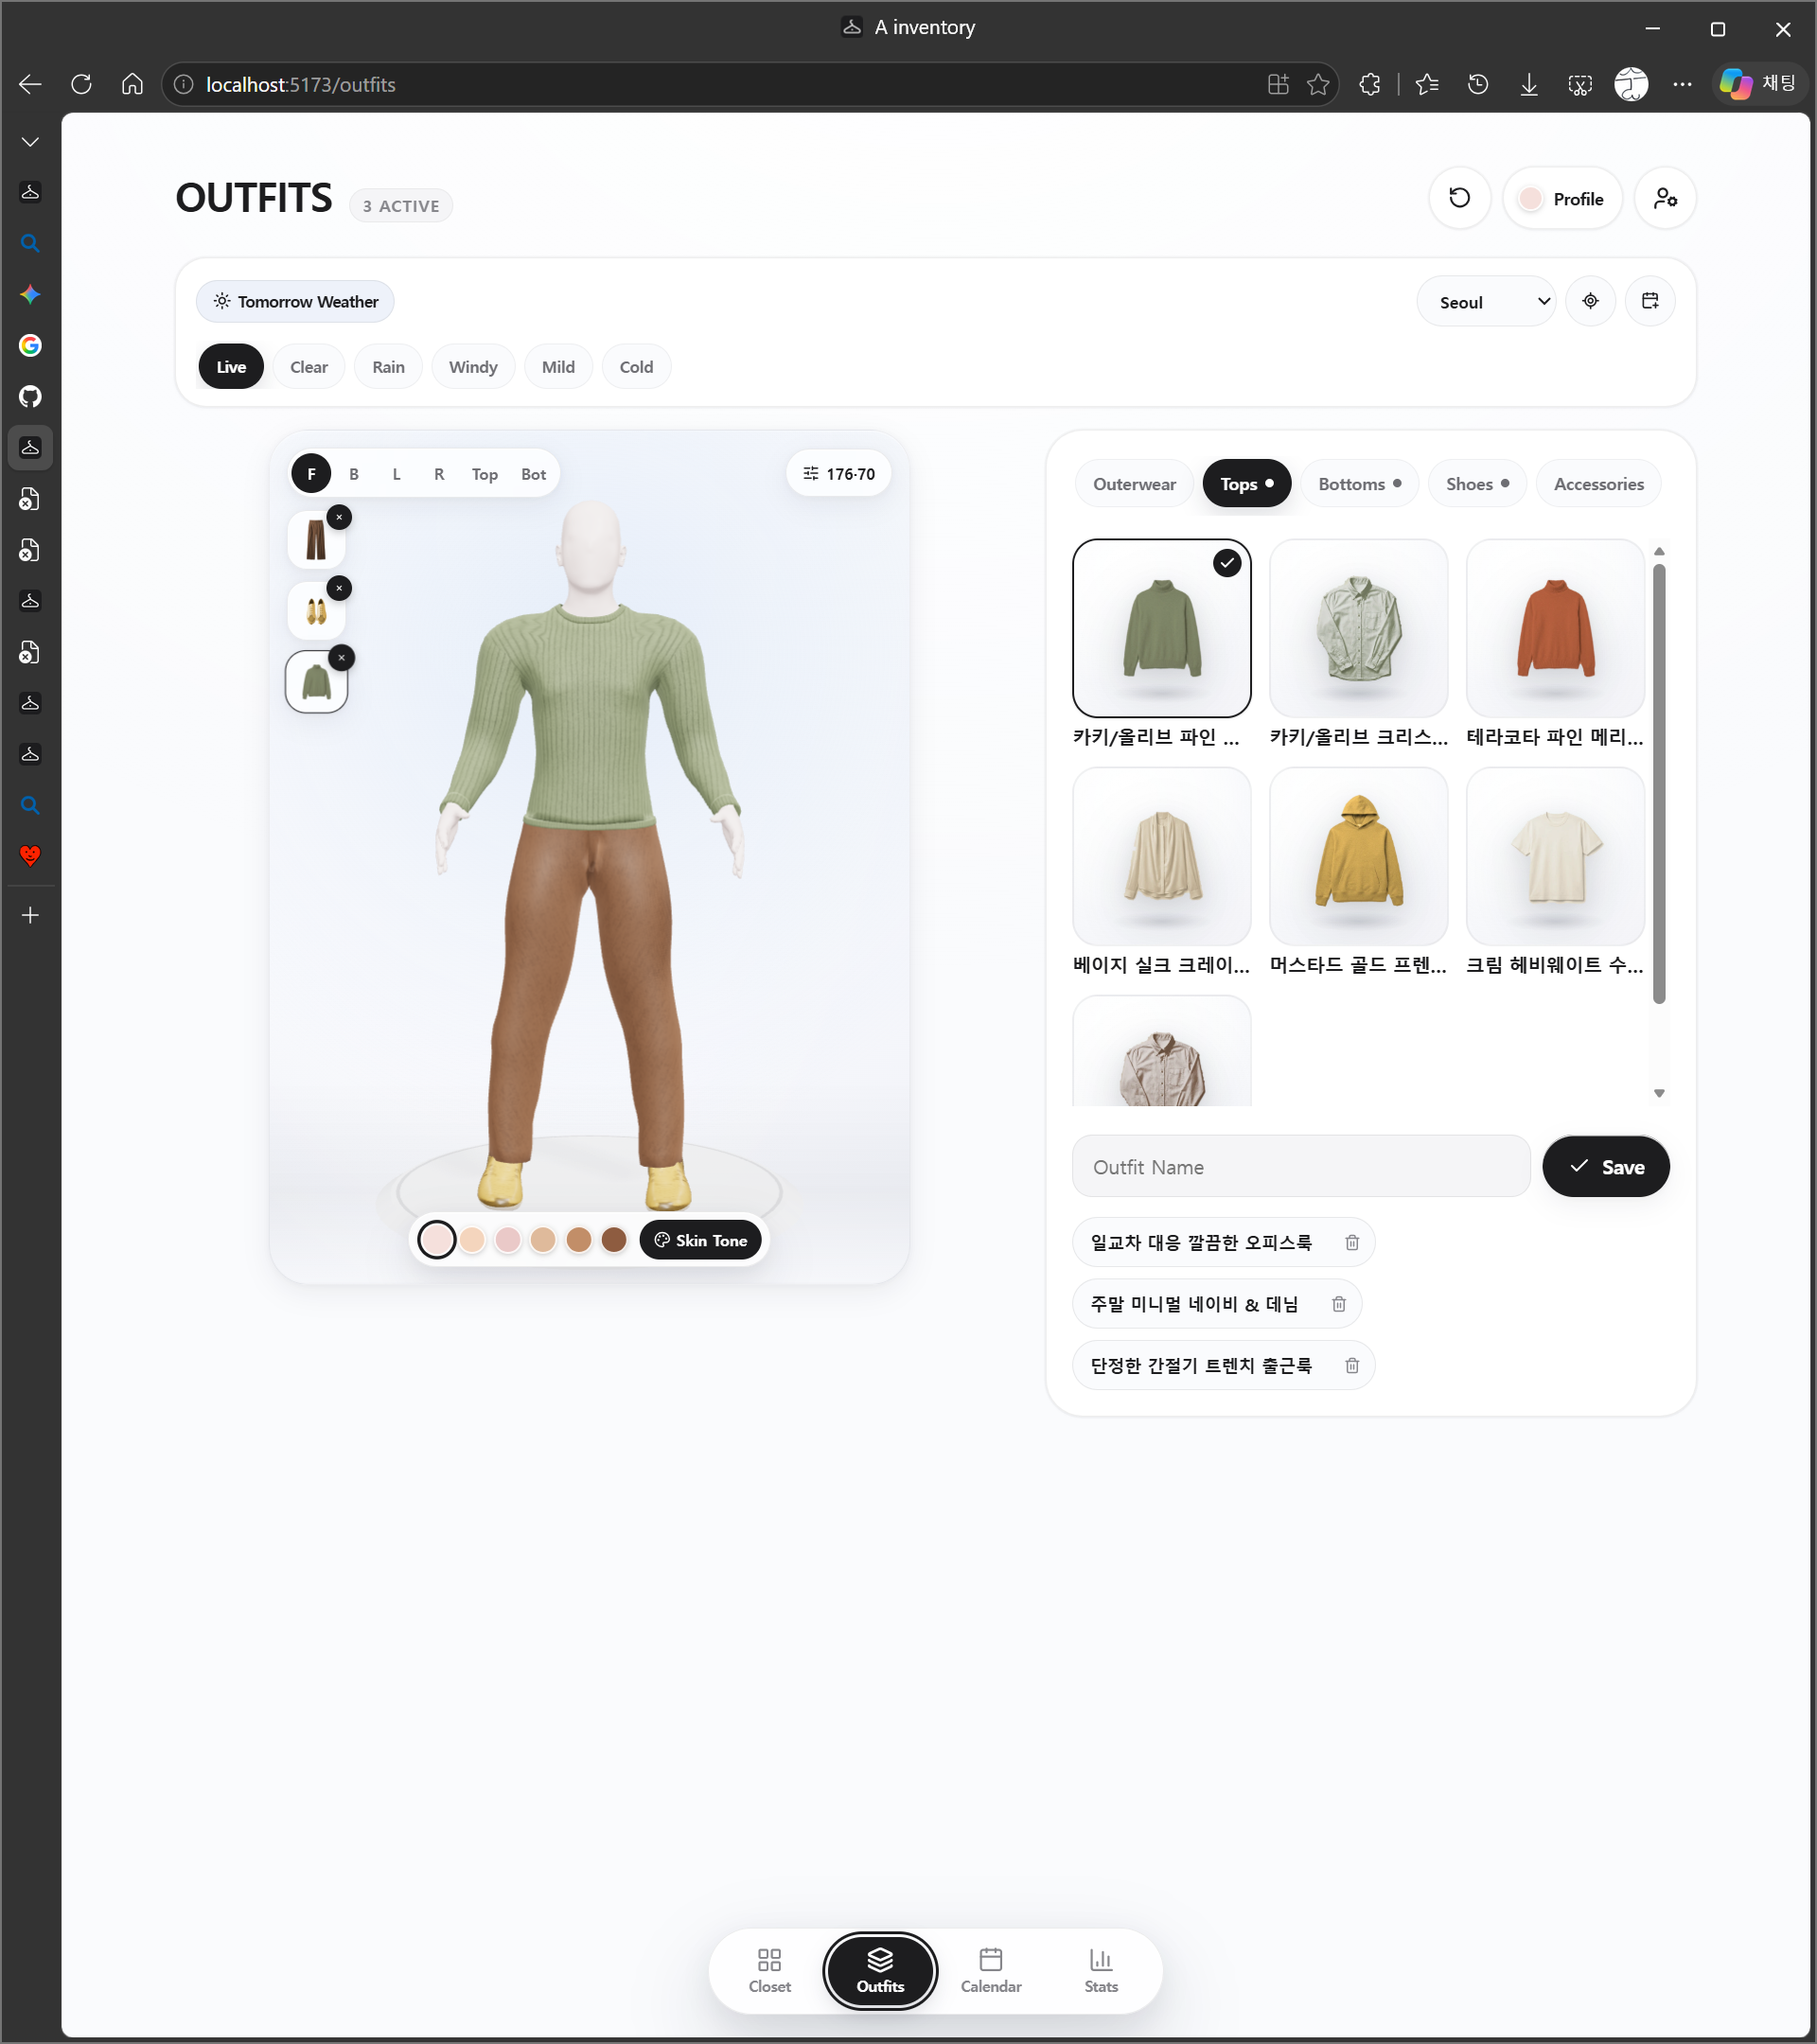 A inventory
localhost:5173/outfits
채팅
OUTFITS
3 ACTIVE
Profile
Tomorrow Weather
Seoul
Live
Clear
Rain
Windy
Mild
Cold
F
B
L
R
Top
Bot
176·70
Outerwear
Tops
Bottoms
Shoes
Accessories
카키/올리브 파인 ...
카키/올리브 크리스...
테라코타 파인 메리...
베이지 실크 크레이...
머스타드 골드 프렌...
크림 헤비웨이트 수...
Outfit Name
Save
Skin Tone
일교차 대응 깔끔한 오피스룩
주말 미니멀 네이비 & 데님
단정한 간절기 트렌치 출근룩
Closet
Outfits
Calendar
Stats